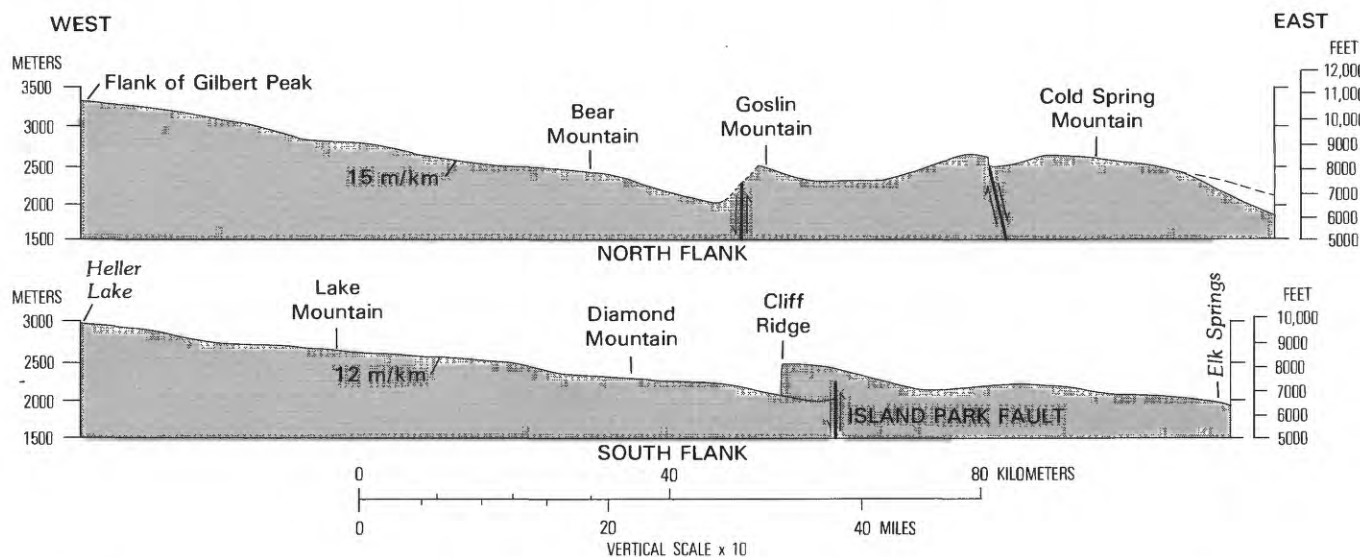 WEST
EAST
METERS
FEET
3500
3000
2500
2000
1500
12,000
11,000
10,000
9000
8000
7000
6000
5000
Flank of Gilbert Peak
Bear
Mountain
Goslin
Mountain
Cold Spring
Mountain
15 m/km
NORTH FLANK
METERS
FEET
3000
2500
2000
1500
10,000
9000
8000
7000
6000
5000
Heller
Lake
Lake
Mountain
Diamond
Mountain
Cliff
Ridge
Elk Springs
12 m/km
ISLAND PARK FAULT
SOUTH FLANK
0 40 80 KILOMETERS
0 20 40 MILES
VERTICAL SCALE x 10